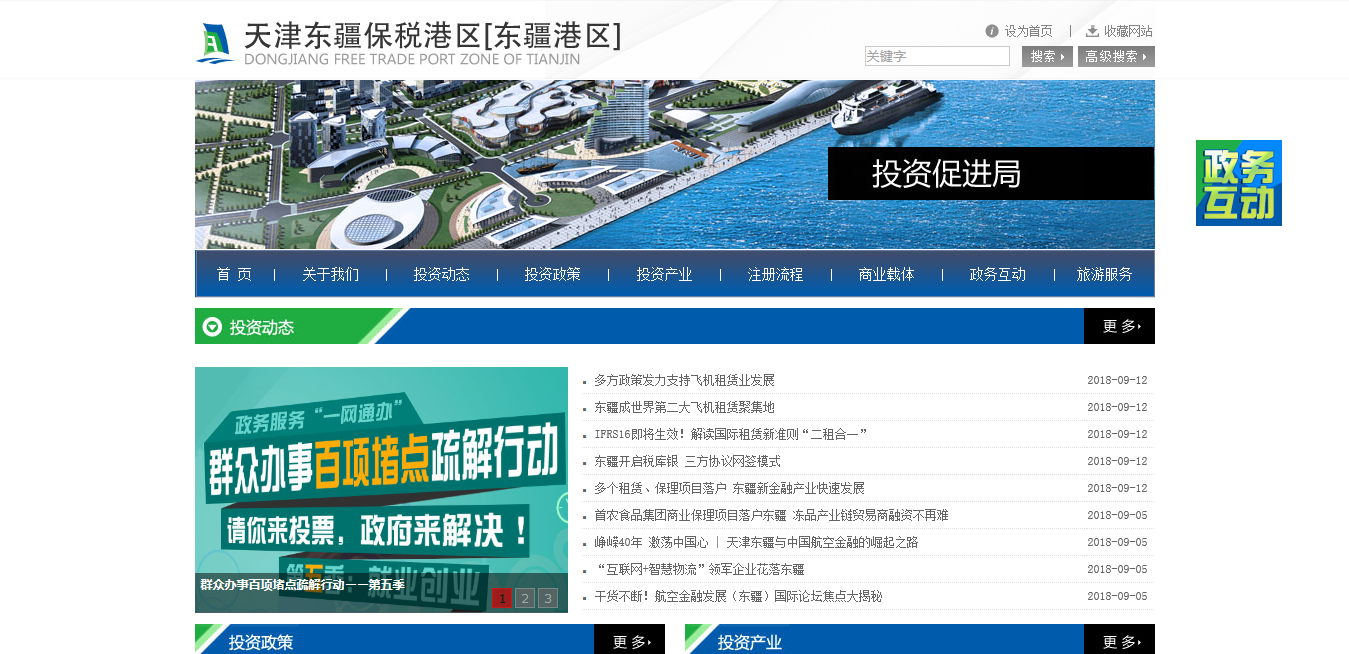 天津东疆保税港区[东疆港区]
DONGJIANG FREE TRADE PORT ZONE OF TIANJIN
设为首页 | 收藏网站
关键字 搜索 高级搜索
投资促进局
政务
互动
首 页 | 关于我们 | 投资动态 | 投资政策 | 投资产业 | 注册流程 | 商业载体 | 政务互动 | 旅游服务
投资动态 更 多
政务服务“一网通办”
群众办事百项堵点疏解行动
请你来投票，政府来解决！
第五季：就业创业
群众办事百项堵点疏解行动——第五季
1 2 3
多方政策发力支持飞机租赁业发展 2018-09-12
东疆成世界第二大飞机租赁聚集地 2018-09-12
IFRS16即将生效！解读国际租赁新准则“二租合一” 2018-09-12
东疆开启税库银 三方协议网签模式 2018-09-12
多个租赁、保理项目落户 东疆新金融产业快速发展 2018-09-12
首农食品集团商业保理项目落户东疆 冻品产业链贸易商融资不再难 2018-09-05
峥嵘40年 激荡中国心 | 天津东疆与中国航空金融的崛起之路 2018-09-05
“互联网+智慧物流”领军企业花落东疆 2018-09-05
干货不断！航空金融发展（东疆）国际论坛焦点大揭秘 2018-09-05
投资政策 更 多
投资产业 更 多